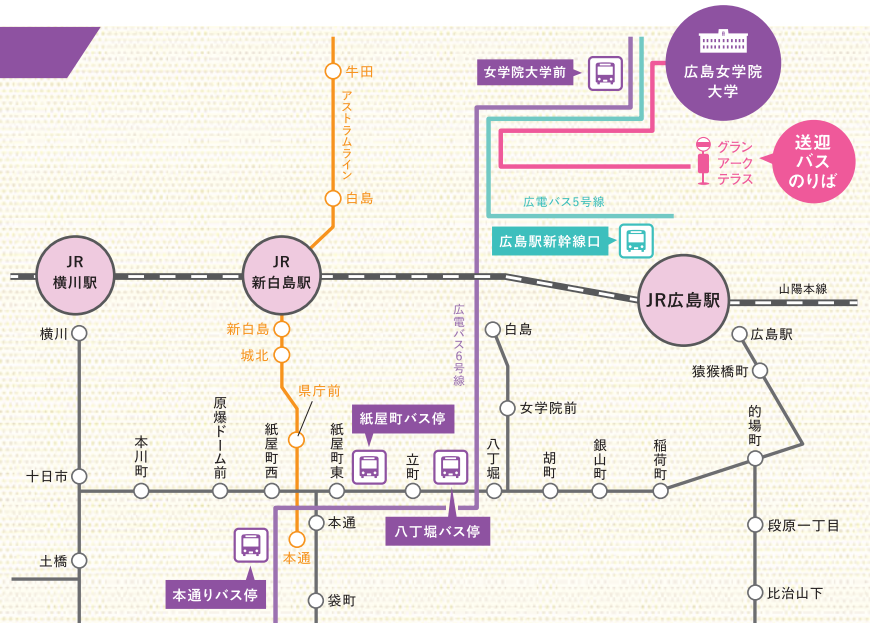 牛田
アストラムライン
白島
女学院大学前
広島女学院
大学
グラン
アーク
テラス
送迎
バス
のりば
広電バス5号線
広島駅新幹線口
JR
横川駅
JR
新白島駅
JR広島駅
山陽本線
横川
新白島
城北
県庁前
広電バス6号線
白島
女学院前
広島駅
猿猴橋町
的場町
紙屋町バス停
本川町
原爆ドーム前
紙屋町西
紙屋町東
立町
八丁堀
胡町
銀山町
稲荷町
十日市
本通
本通
八丁堀バス停
段原一丁目
土橋
本通りバス停
袋町
比治山下